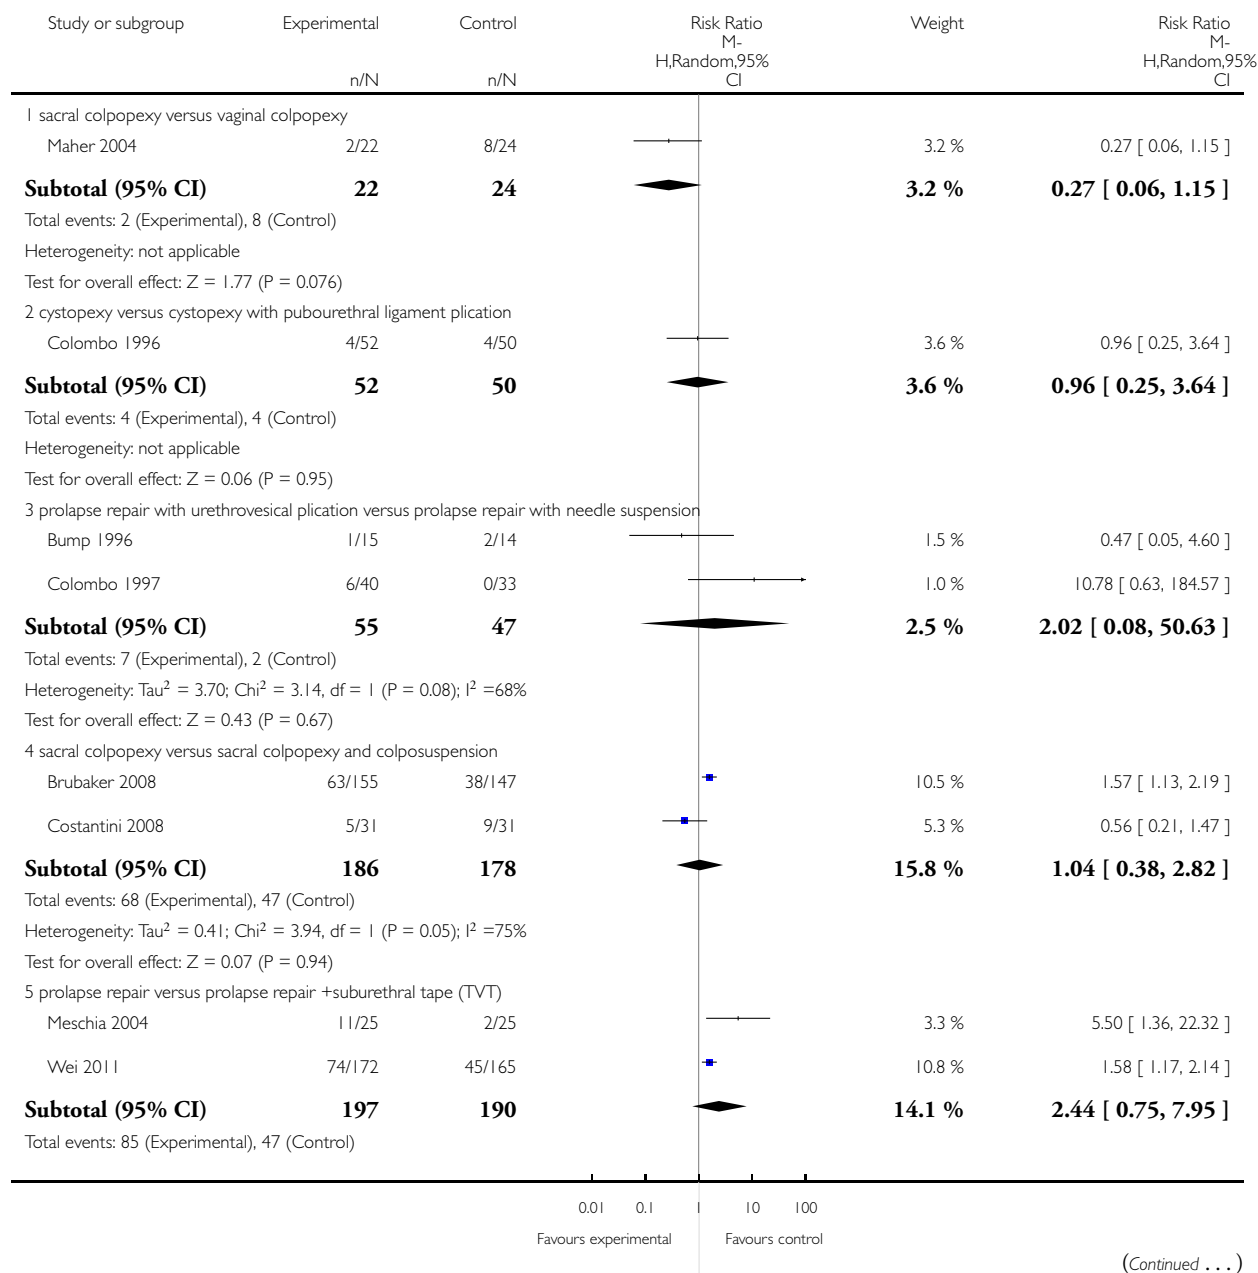 Study or subgroup Experimental Control Risk Ratio Weight Risk Ratio
M- M-
H,Random,95% H,Random,95%
n/N n/N CI CI
1 sacral colpopexy versus vaginal colpopexy
Maher 2004 2/22 8/24 3.2 % 0.27 [ 0.06, 1.15 ]
Subtotal (95% CI) 22 24 3.2 % 0.27 [ 0.06, 1.15 ]
Total events: 2 (Experimental), 8 (Control)
Heterogeneity: not applicable
Test for overall effect: Z = 1.77 (P = 0.076)
2 cystopexy versus cystopexy with pubourethral ligament plication
Colombo 1996 4/52 4/50 3.6 % 0.96 [ 0.25, 3.64 ]
Subtotal (95% CI) 52 50 3.6 % 0.96 [ 0.25, 3.64 ]
Total events: 4 (Experimental), 4 (Control)
Heterogeneity: not applicable
Test for overall effect: Z = 0.06 (P = 0.95)
3 prolapse repair with urethrovesical plication versus prolapse repair with needle suspension
Bump 1996 1/15 2/14 1.5 % 0.47 [ 0.05, 4.60 ]
Colombo 1997 6/40 0/33 1.0 % 10.78 [ 0.63, 184.57 ]
Subtotal (95% CI) 55 47 2.5 % 2.02 [ 0.08, 50.63 ]
Total events: 7 (Experimental), 2 (Control)
Heterogeneity: Tau² = 3.70; Chi² = 3.14, df = 1 (P = 0.08); I² =68%
Test for overall effect: Z = 0.43 (P = 0.67)
4 sacral colpopexy versus sacral colpopexy and colposuspension
Brubaker 2008 63/155 38/147 10.5 % 1.57 [ 1.13, 2.19 ]
Costantini 2008 5/31 9/31 5.3 % 0.56 [ 0.21, 1.47 ]
Subtotal (95% CI) 186 178 15.8 % 1.04 [ 0.38, 2.82 ]
Total events: 68 (Experimental), 47 (Control)
Heterogeneity: Tau² = 0.41; Chi² = 3.94, df = 1 (P = 0.05); I² =75%
Test for overall effect: Z = 0.07 (P = 0.94)
5 prolapse repair versus prolapse repair +suburethral tape (TVT)
Meschia 2004 11/25 2/25 3.3 % 5.50 [ 1.36, 22.32 ]
Wei 2011 74/172 45/165 10.8 % 1.58 [ 1.17, 2.14 ]
Subtotal (95% CI) 197 190 14.1 % 2.44 [ 0.75, 7.95 ]
Total events: 85 (Experimental), 47 (Control)
0.01 0.1 1 10 100
Favours experimental Favours control
(Continued . . . )